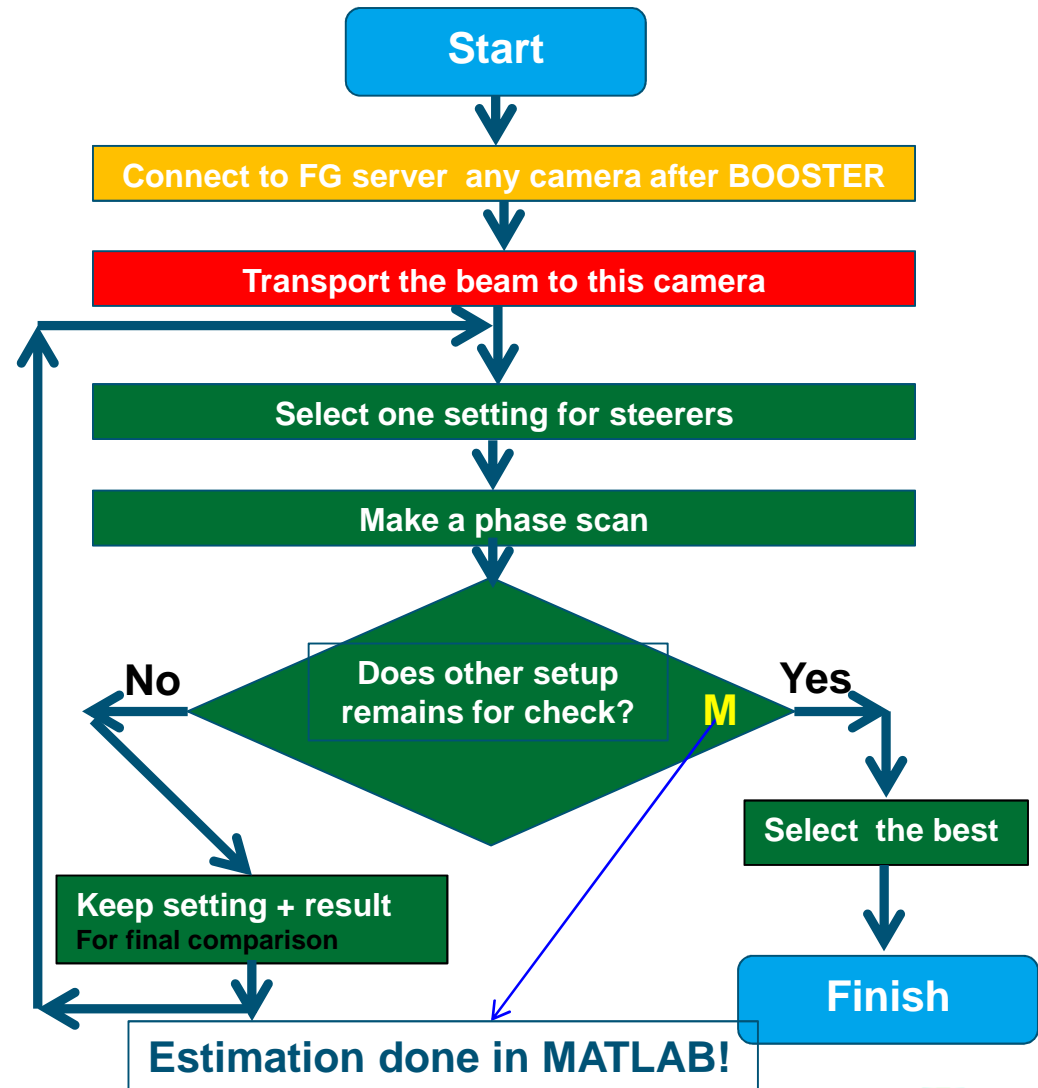 Start
Connect to FG server any camera after BOOSTER
Transport the beam to this camera
Select one setting for steerers
Make a phase scan
No
Does other setup
remains for check?
M
Yes
Select the best
Keep setting + result
For final comparison
Finish
Estimation done in MATLAB!